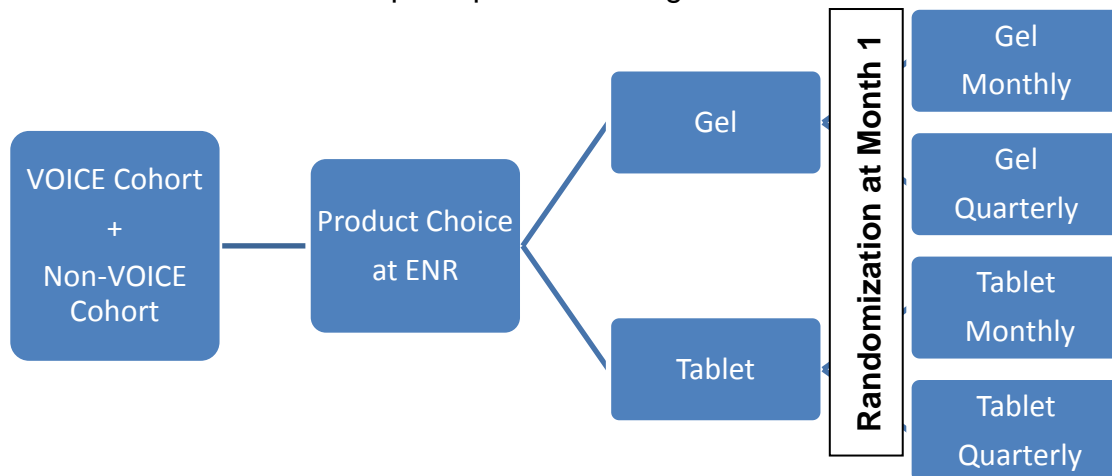 VOICE Cohort
+
Non-VOICE
Cohort
Product Choice
at ENR
Gel
Tablet
Randomization at Month 1
Gel
Monthly
Gel
Quarterly
Tablet
Monthly
Tablet
Quarterly